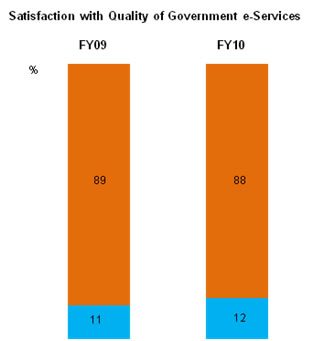 Satisfaction with Quality of Government e-Services
FY09 FY10
%
89 88
11 12